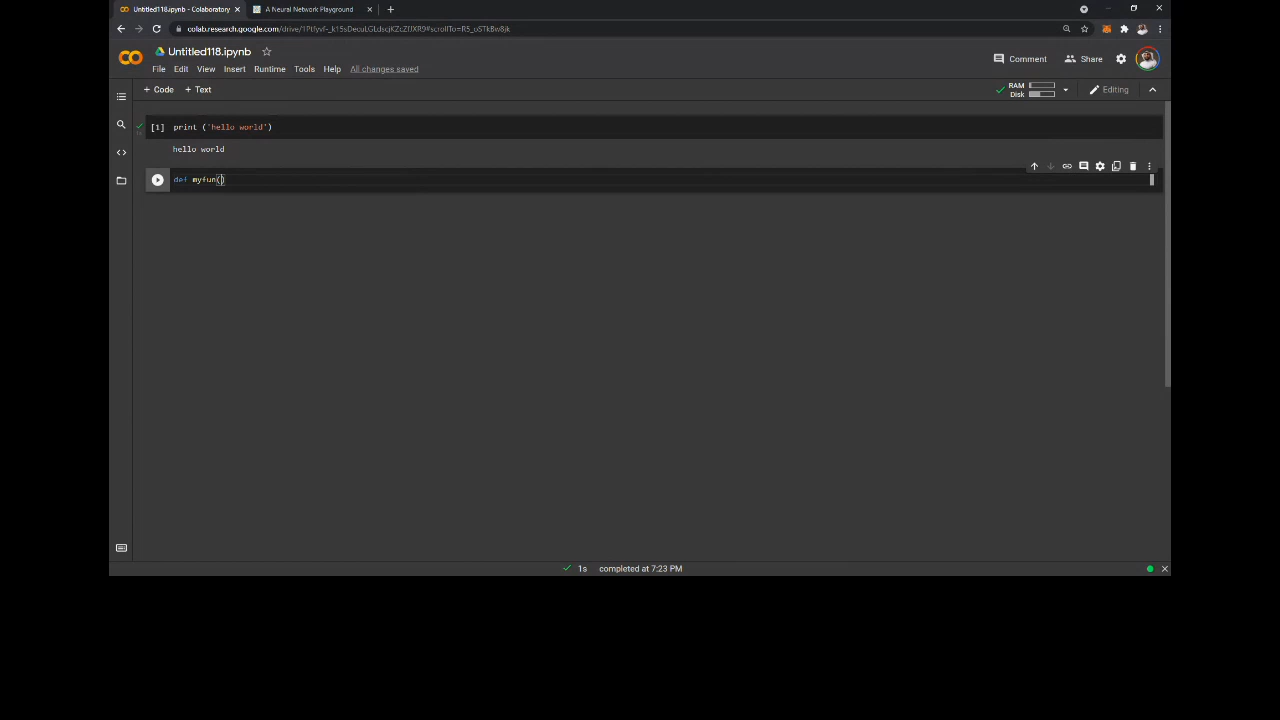 Untitled118.ipynb - Colaboratory
A Neural Network Playground
Untitled118.ipynb
File Edit View Insert Runtime Tools Help All changes saved
Comment Share
+ Code + Text
RAM
Disk
Editing
[1] print ('hello world')
hello world
def myfun()
1s completed at 7:23 PM